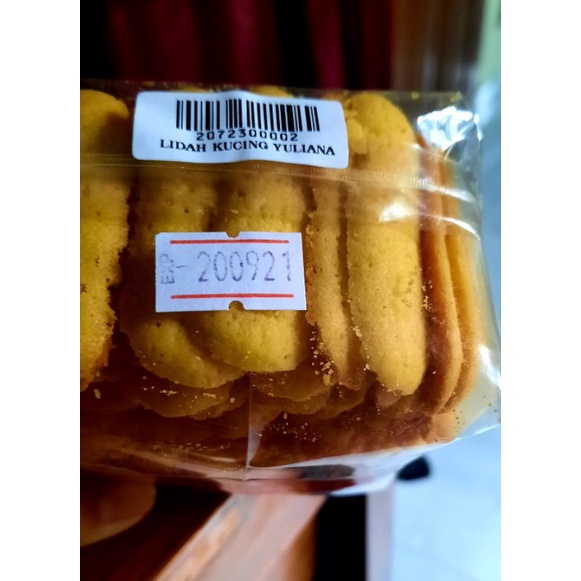 2072300002
LIDAH KUCING YULIANA
EXP - 200921